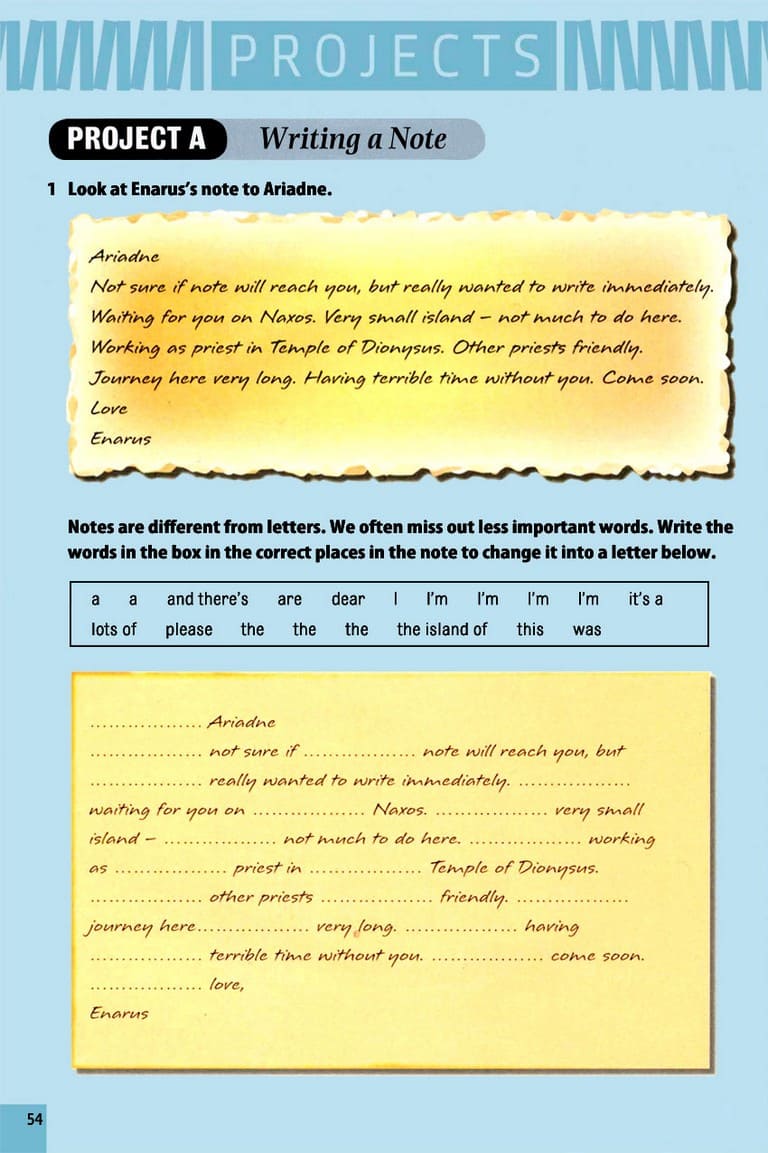 PROJECTS
PROJECT A Writing a Note
1 Look at Enarus's note to Ariadne.
Ariadne
Not sure if note will reach you, but really wanted to write immediately.
Waiting for you on Naxos. Very small island – not much to do here.
Working as priest in Temple of Dionysus. Other priests friendly.
Journey here very long. Having terrible time without you. Come soon.
Love
Enarus
Notes are different from letters. We often miss out less important words. Write the
words in the box in the correct places in the note to change it into a letter below.
a a and there's are dear I I'm I'm I'm I'm it's a
lots of please the the the the island of this was
.................. Ariadne
.................. not sure if .................. note will reach you, but
.................. really wanted to write immediately. ..................
waiting for you on .................. Naxos. .................. very small
island – .................. not much to do here. .................. working
as .................. priest in .................. Temple of Dionysus.
.................. other priests .................. friendly. ..................
journey here.................. very long. .................. having
.................. terrible time without you. .................. come soon.
.................. love,
Enarus
54